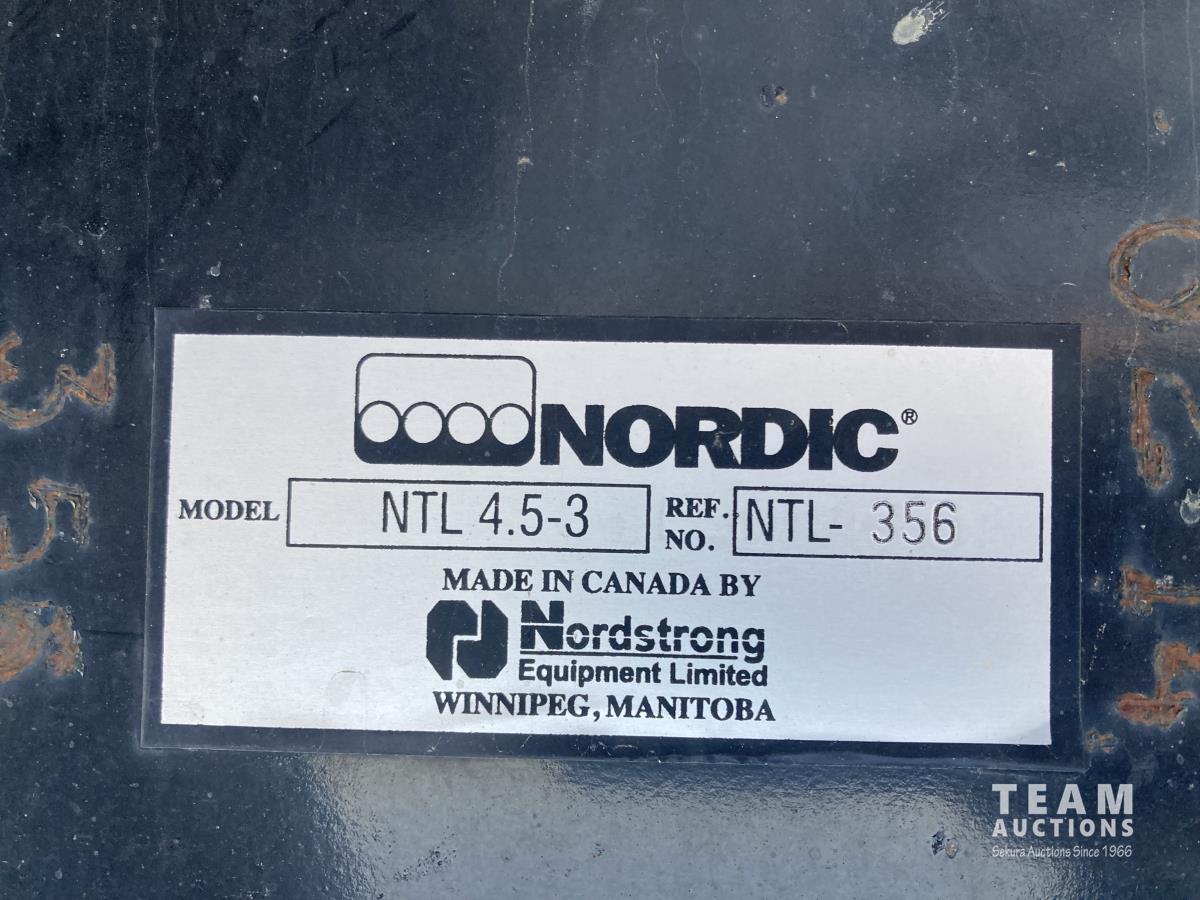 NORDIC®
MODEL NTL 4.5-3 REF. NO. NTL- 356
MADE IN CANADA BY
Nordstrong
Equipment Limited
WINNIPEG, MANITOBA
TEAM
AUCTIONS
Sekura Auctions Since 1966